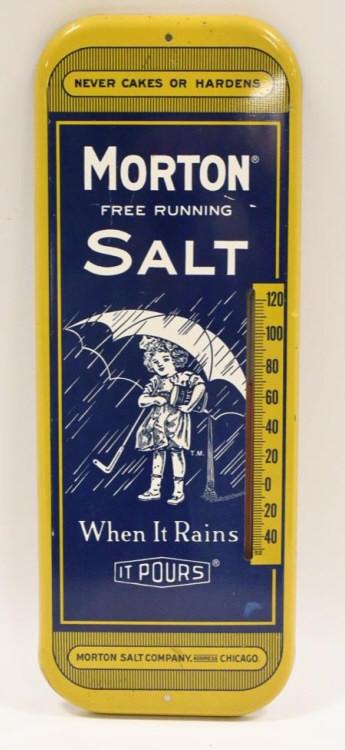 NEVER CAKES OR HARDENS
MORTON®
FREE RUNNING
SALT
120
100
80
60
40
20
0
20
40
T.M.
When It Rains
IT POURS®
MORTON SALT COMPANY, CHICAGO.